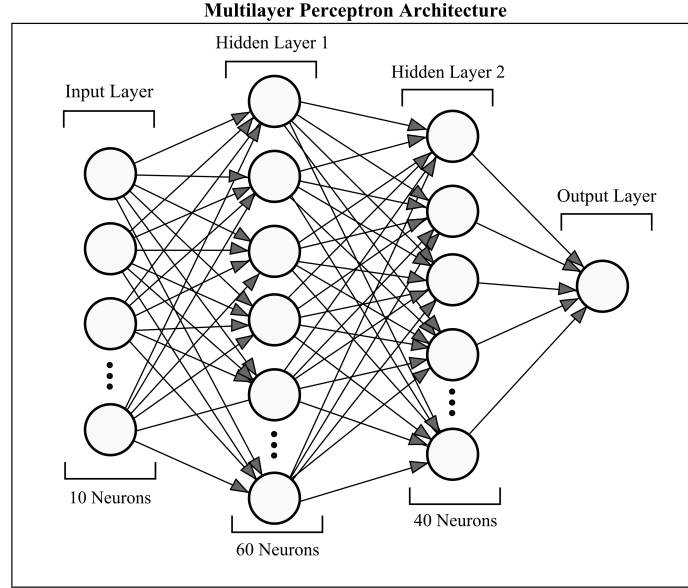 Multilayer Perceptron Architecture
Hidden Layer 1
Hidden Layer 2
Input Layer
Output Layer
10 Neurons
60 Neurons
40 Neurons